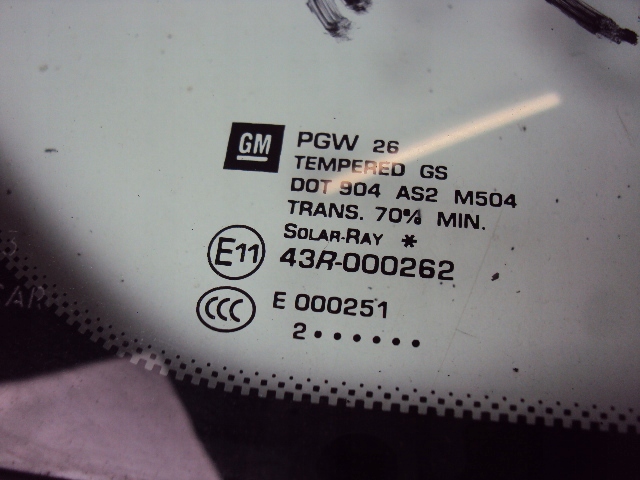 GM PGW 26
TEMPERED GS
DOT 904 AS2 M504
TRANS. 70% MIN.
SOLAR-RAY *
E11 43R-000262
CCC E 000251
2••••••